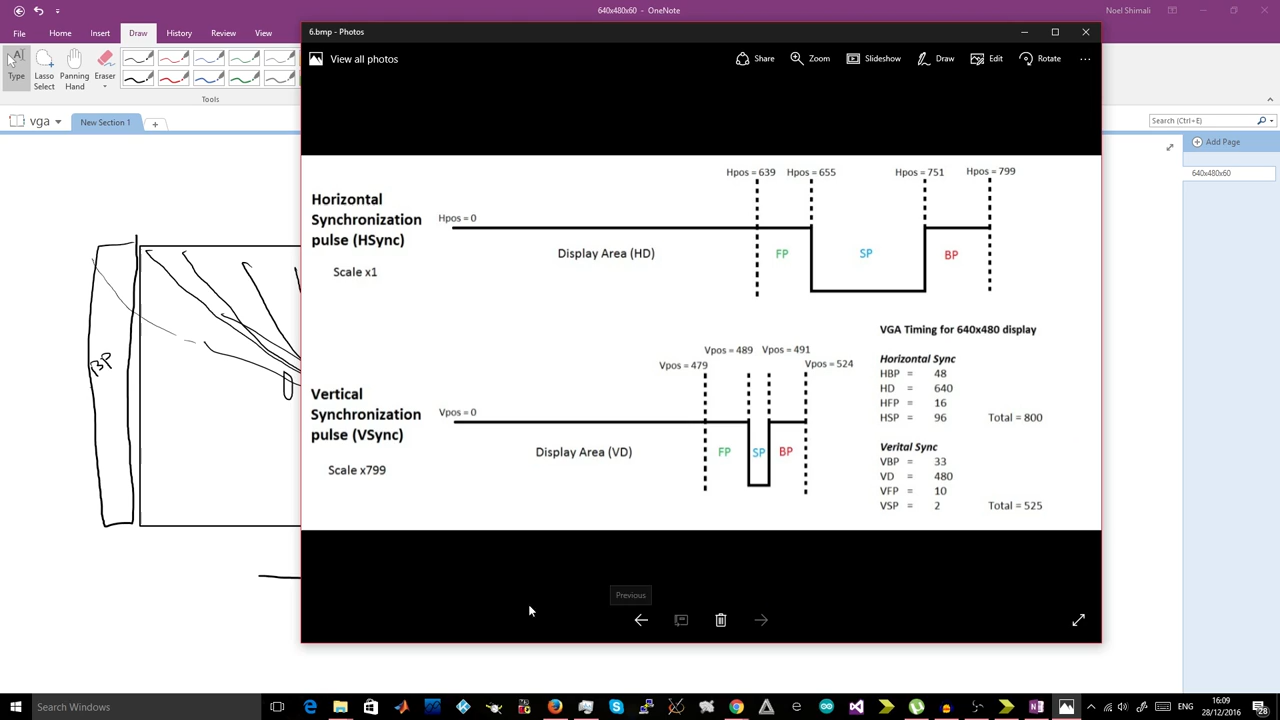 640x480x60 - OneNote
Noel Shimali
File Home Insert Draw History Review View
Type
Lasso Select
Panning Hand
Eraser
Tools
vga
New Section 1
Search (Ctrl+E)
Add Page
640x480x60
BP
D
6.bmp - Photos
View all photos
Share Zoom Slideshow Draw Edit Rotate
Hpos = 639 Hpos = 655 Hpos = 751 Hpos = 799
Horizontal
Synchronization
pulse (HSync)
Scale x1
Hpos = 0
Display Area (HD)
FP
SP
BP
VGA Timing for 640x480 display
Horizontal Sync
HBP = 48
HD = 640
HFP = 16
HSP = 96 Total = 800
Verital Sync
VBP = 33
VD = 480
VFP = 10
VSP = 2 Total = 525
Vpos = 479
Vpos = 489
Vpos = 491
Vpos = 524
Vertical
Synchronization
pulse (VSync)
Scale x799
Vpos = 0
Display Area (VD)
FP
SP
BP
Previous
Search Windows
ENG
16:09
28/12/2016